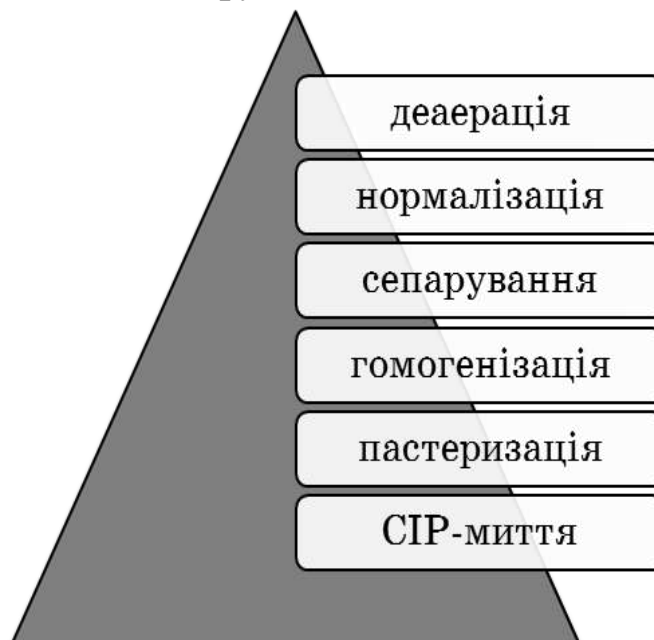 деаерація
нормалізація
сепарування
гомогенізація
пастеризація
СІР-миття